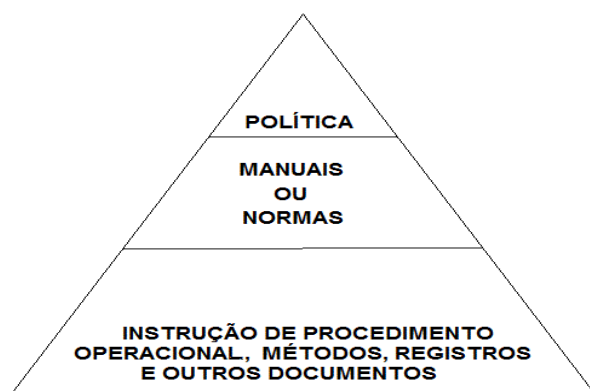 POLÍTICA
MANUAIS
OU
NORMAS
INSTRUÇÃO DE PROCEDIMENTO
OPERACIONAL, MÉTODOS, REGISTROS
E OUTROS DOCUMENTOS